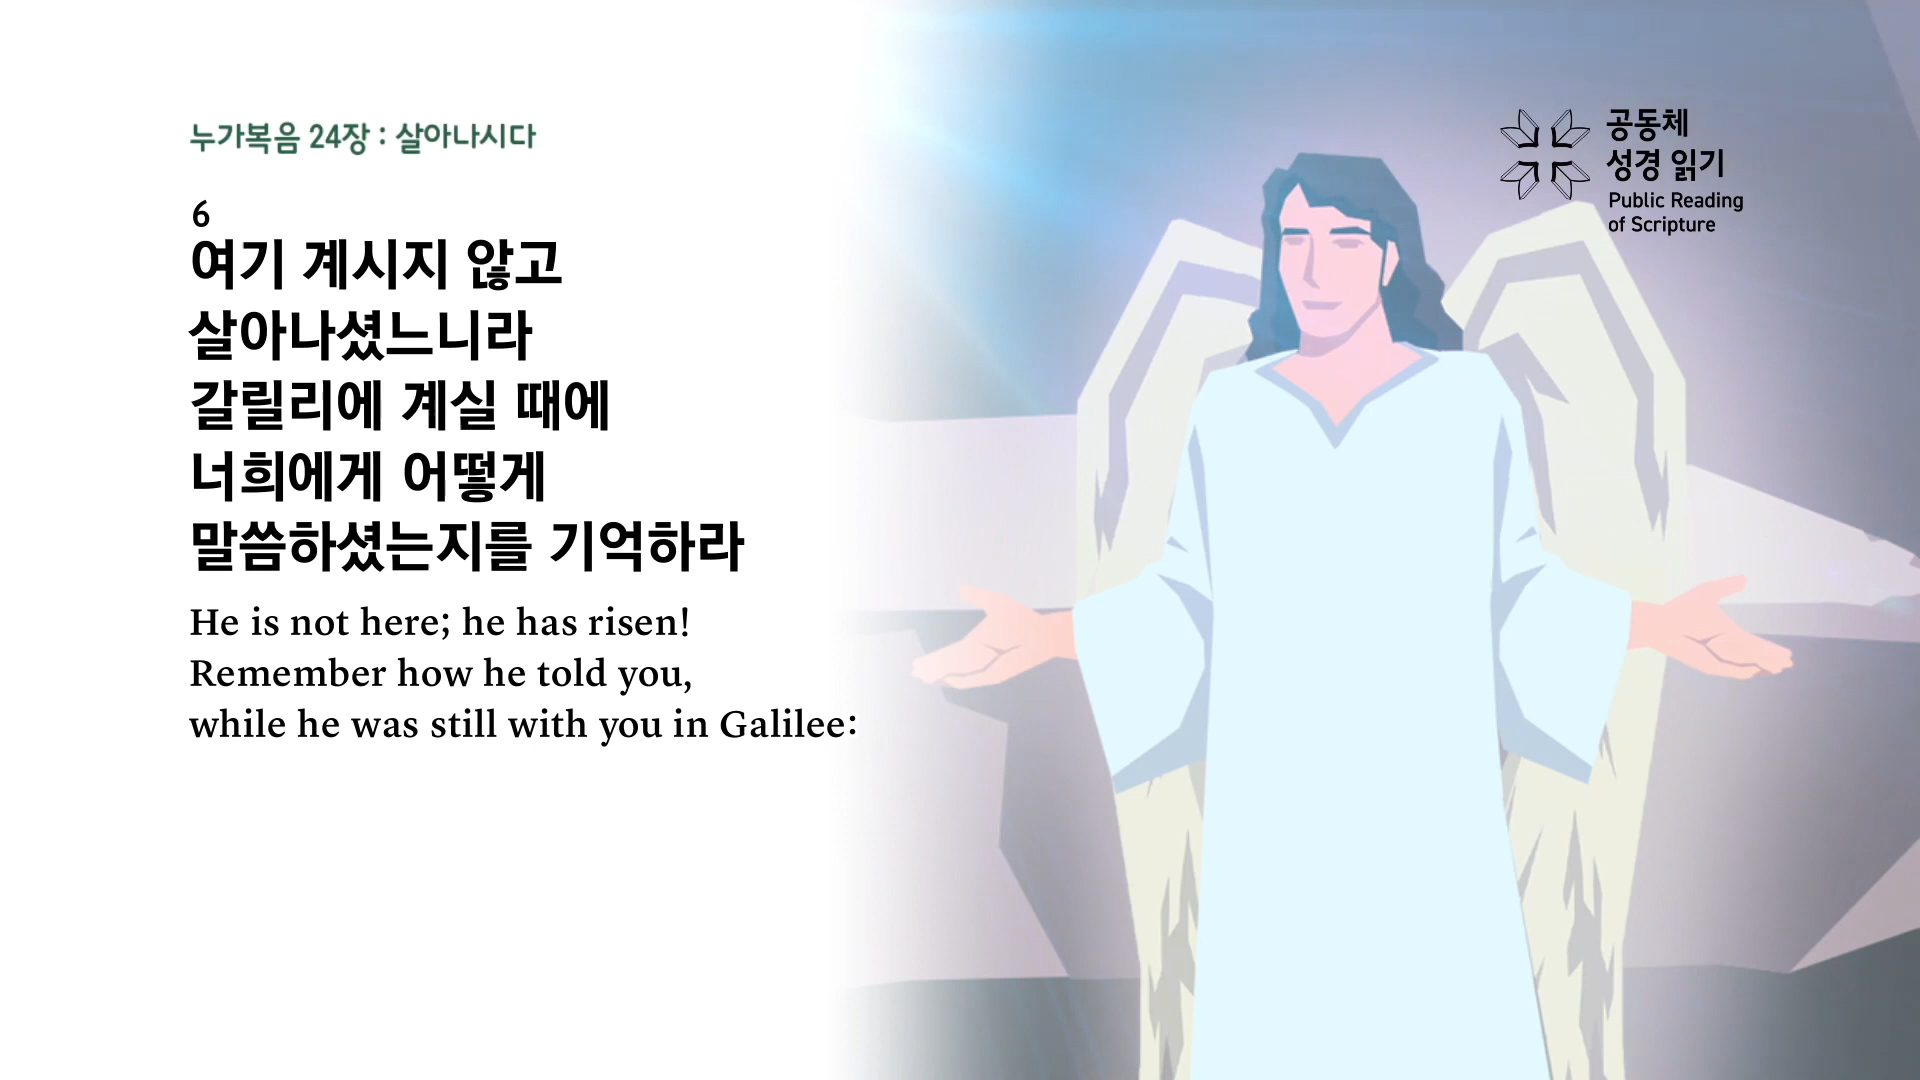 누가복음 24장 : 살아나시다
6
여기 계시지 않고
살아나셨느니라
갈릴리에 계실 때에
너희에게 어떻게
말씀하셨는지를 기억하라
He is not here; he has risen!
Remember how he told you,
while he was still with you in Galilee:
공동체
성경 읽기
Public Reading
of Scripture